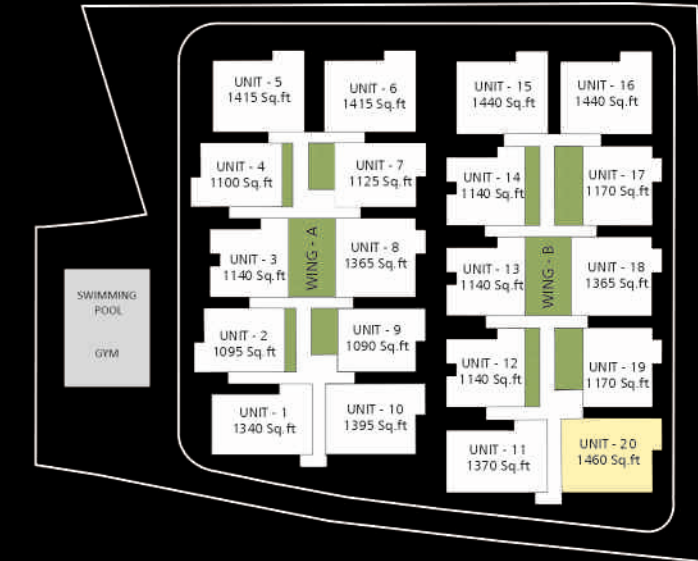 UNIT - 5
1415 Sq.ft
UNIT - 6
1415 Sq.ft
UNIT - 15
1440 Sq.ft
UNIT - 16
1440 Sq.ft
UNIT - 4
1100 Sq.ft
UNIT - 7
1125 Sq.ft
UNIT - 14
1140 Sq.ft
UNIT - 17
1170 Sq.ft
UNIT - 3
1140 Sq.ft
WING - A
UNIT - 8
1365 Sq.ft
UNIT - 13
1140 Sq.ft
WING - B
UNIT - 18
1365 Sq.ft
SWIMMING
POOL
GYM
UNIT - 2
1095 Sq.ft
UNIT - 9
1090 Sq.ft
UNIT - 12
1140 Sq.ft
UNIT - 19
1170 Sq.ft
UNIT - 1
1340 Sq.ft
UNIT - 10
1395 Sq.ft
UNIT - 11
1370 Sq.ft
UNIT - 20
1460 Sq.ft